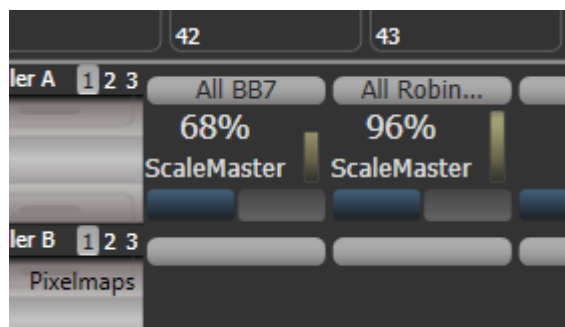 42 43
ler A 1 2 3
All BB7 All Robin...
68% 96%
ScaleMaster ScaleMaster
ler B 1 2 3
Pixelmaps